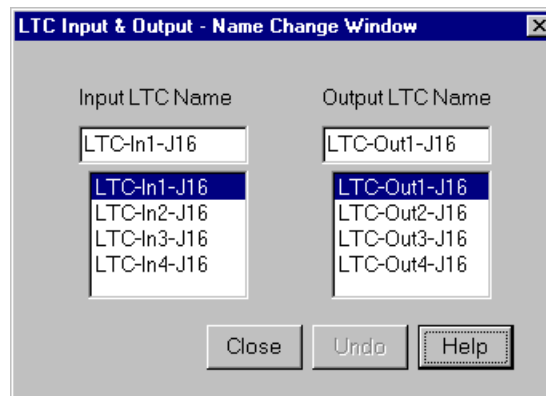 LTC Input & Output - Name Change Window
Input LTC Name Output LTC Name
LTC-In1-J16 LTC-Out1-J16
LTC-In1-J16 LTC-Out1-J16
LTC-In2-J16 LTC-Out2-J16
LTC-In3-J16 LTC-Out3-J16
LTC-In4-J16 LTC-Out4-J16
Close Undo Help